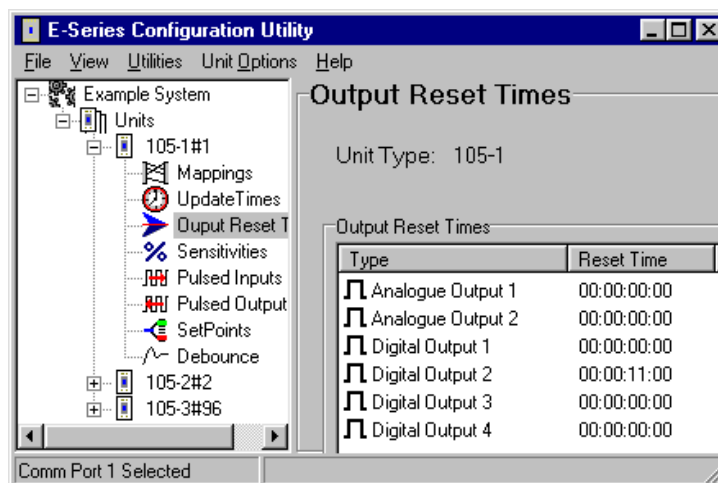 E-Series Configuration Utility
File View Utilities Unit Options Help
Example System
Units
105-1#1
Mappings
UpdateTimes
Ouput Reset T
Sensitivities
Pulsed Inputs
Pulsed Output
SetPoints
Debounce
105-2#2
105-3#96
Output Reset Times
Unit Type: 105-1
Output Reset Times
Type Reset Time
Analogue Output 1 00:00:00:00
Analogue Output 2 00:00:00:00
Digital Output 1 00:00:00:00
Digital Output 2 00:00:11:00
Digital Output 3 00:00:00:00
Digital Output 4 00:00:00:00
Comm Port 1 Selected